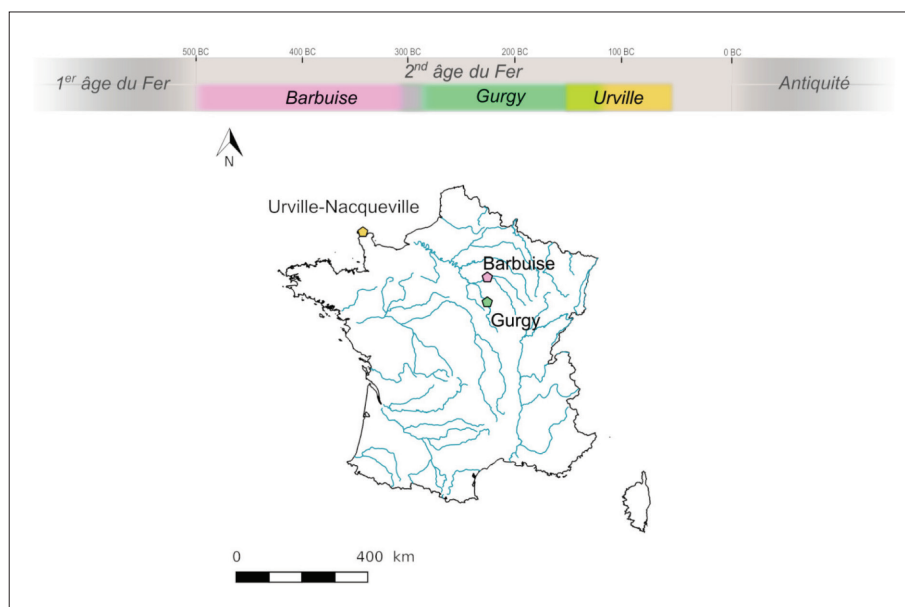 500 BC 400 BC 300 BC 200 BC 100 BC 0 BC
1er âge du Fer 2nd âge du Fer Antiquité
Barbuise Gurgy Urville
N
Urville-Nacqueville
Barbuise
Gurgy
0 400 km